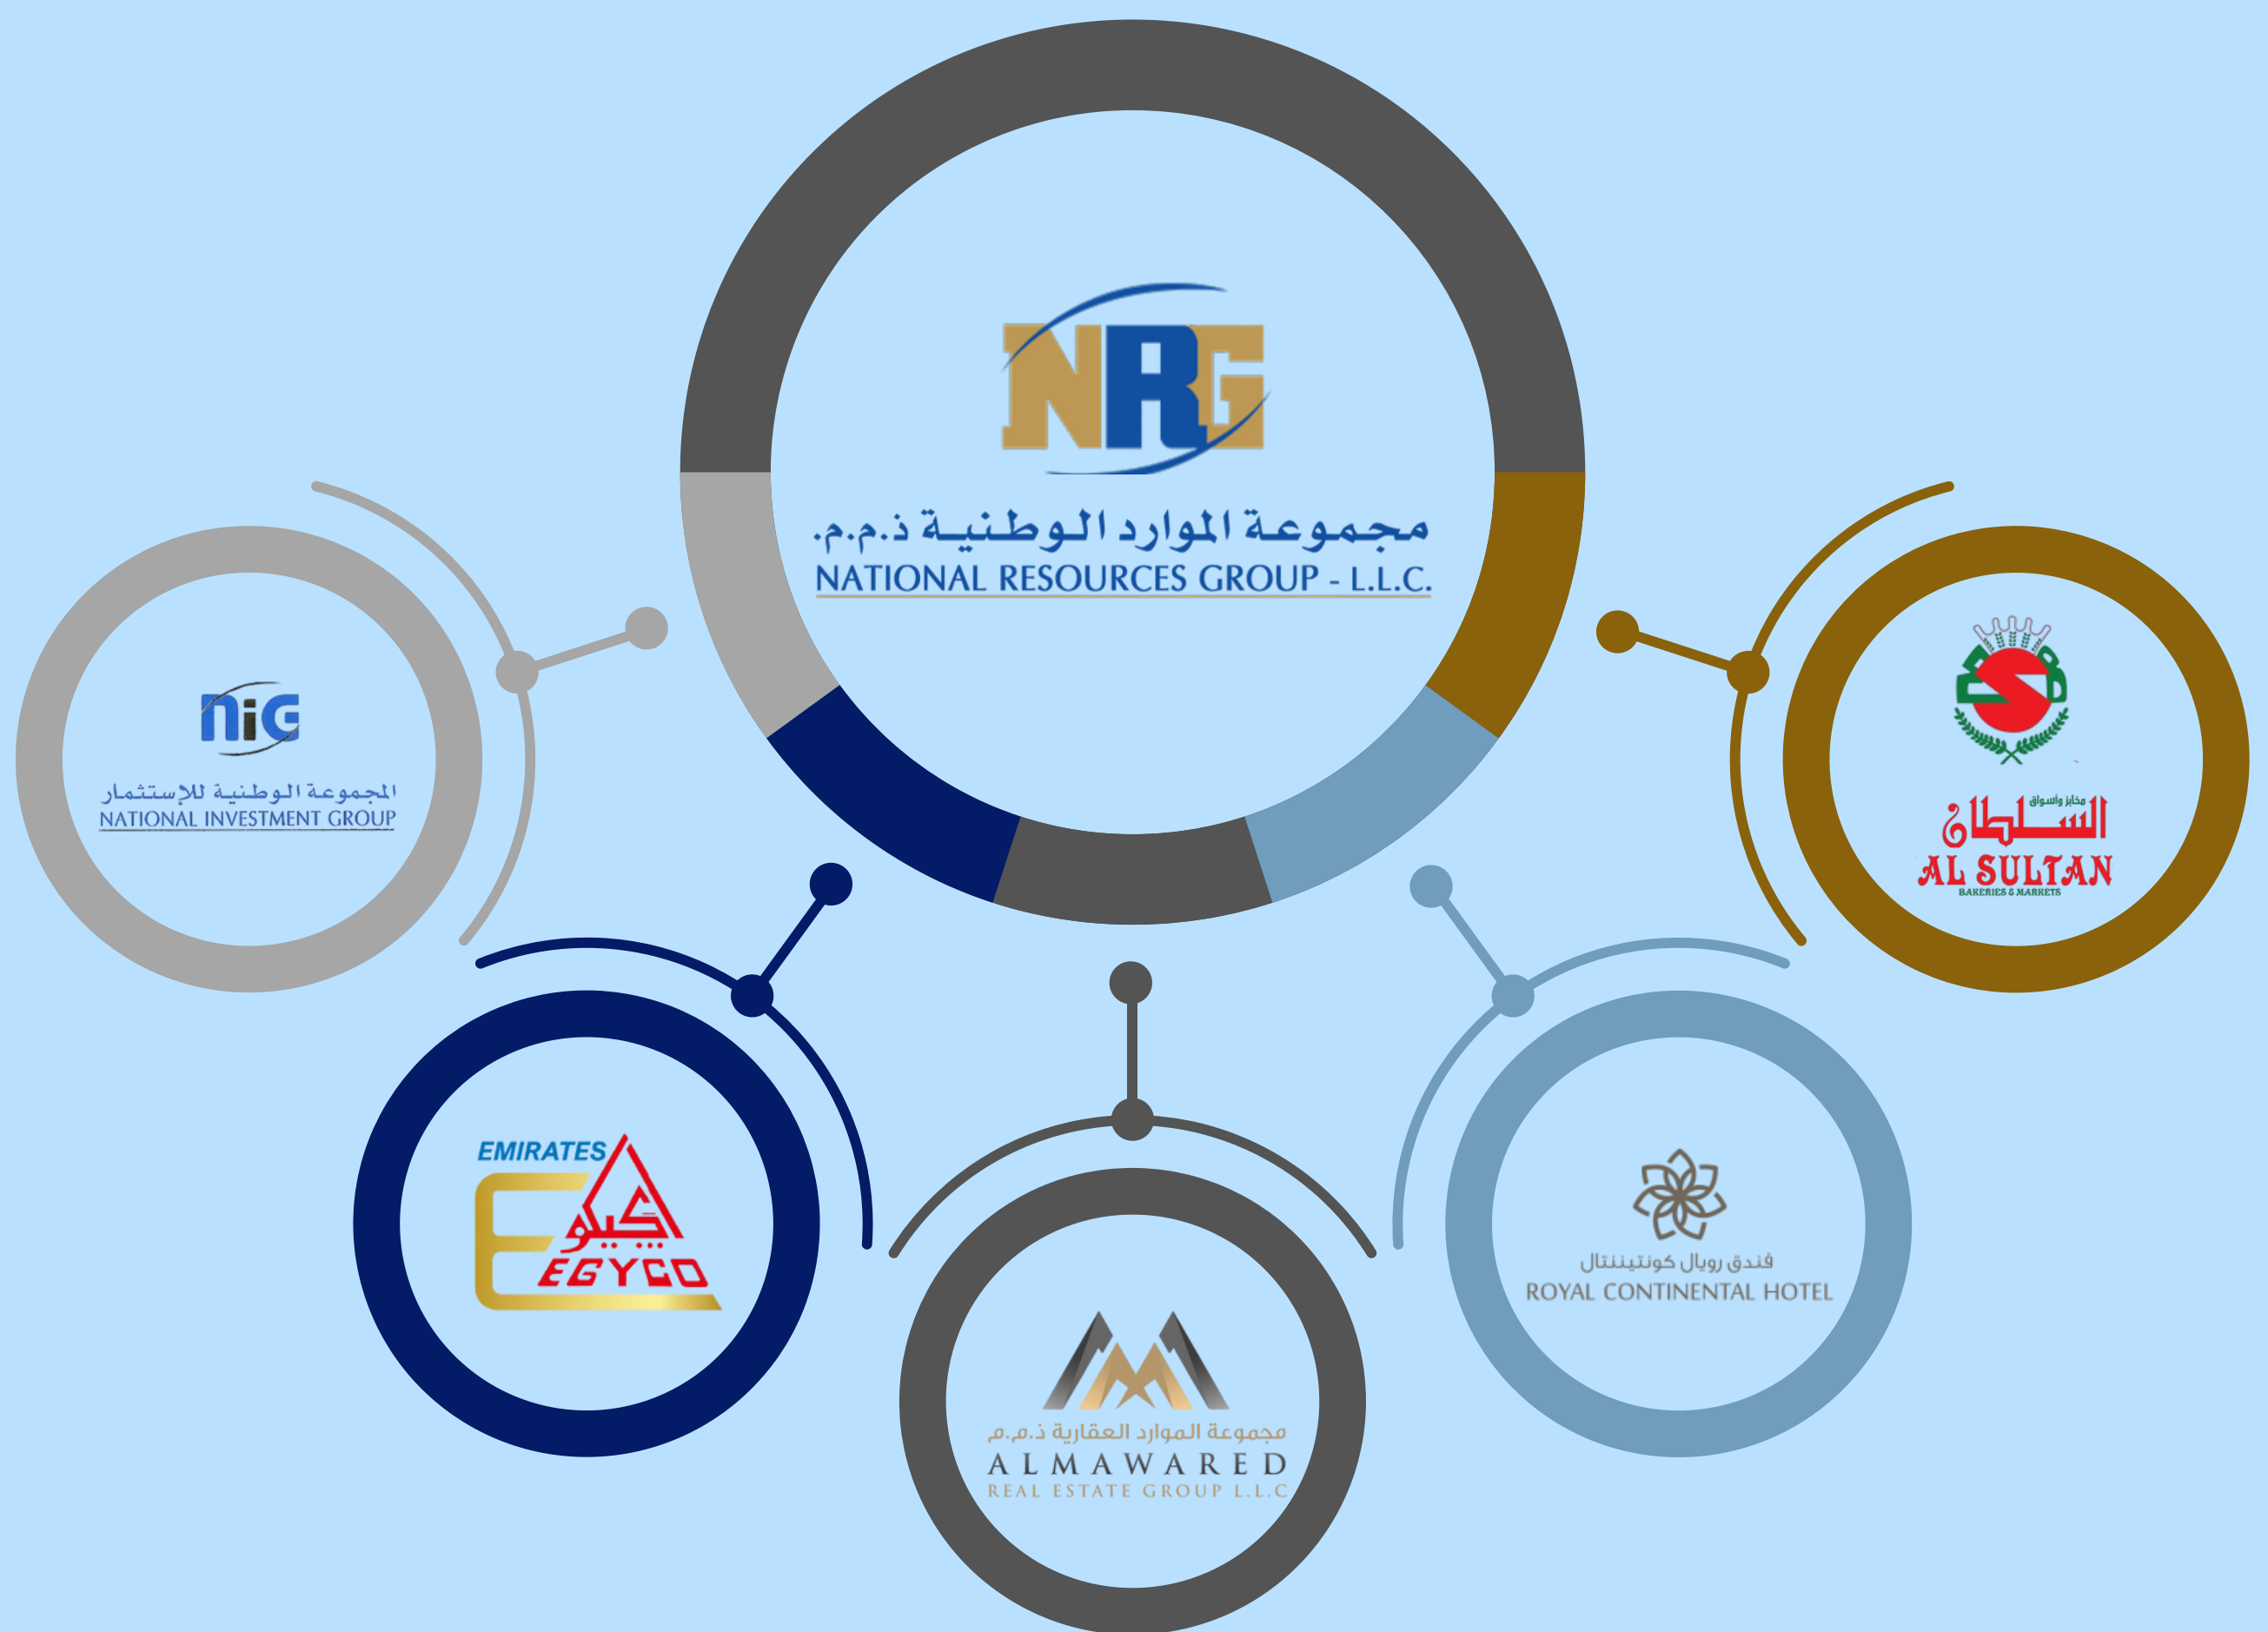 NRG
مجموعة الموارد الوطنية ذ.م.م.
NATIONAL RESOURCES GROUP - L.L.C.
NiG
المجموعة الوطنية للإستثمار
NATIONAL INVESTMENT GROUP
EMIRATES
E
إيجيكو
EGYCO
مجموعة الموارد العقارية ذ.م.م
ALMAWARED
REAL ESTATE GROUP L.L.C
فندق رويال كونتيننتال
ROYAL CONTINENTAL HOTEL
مخابز وأسواق
السلطان
AL SULTAN
BAKERIES & MARKETS